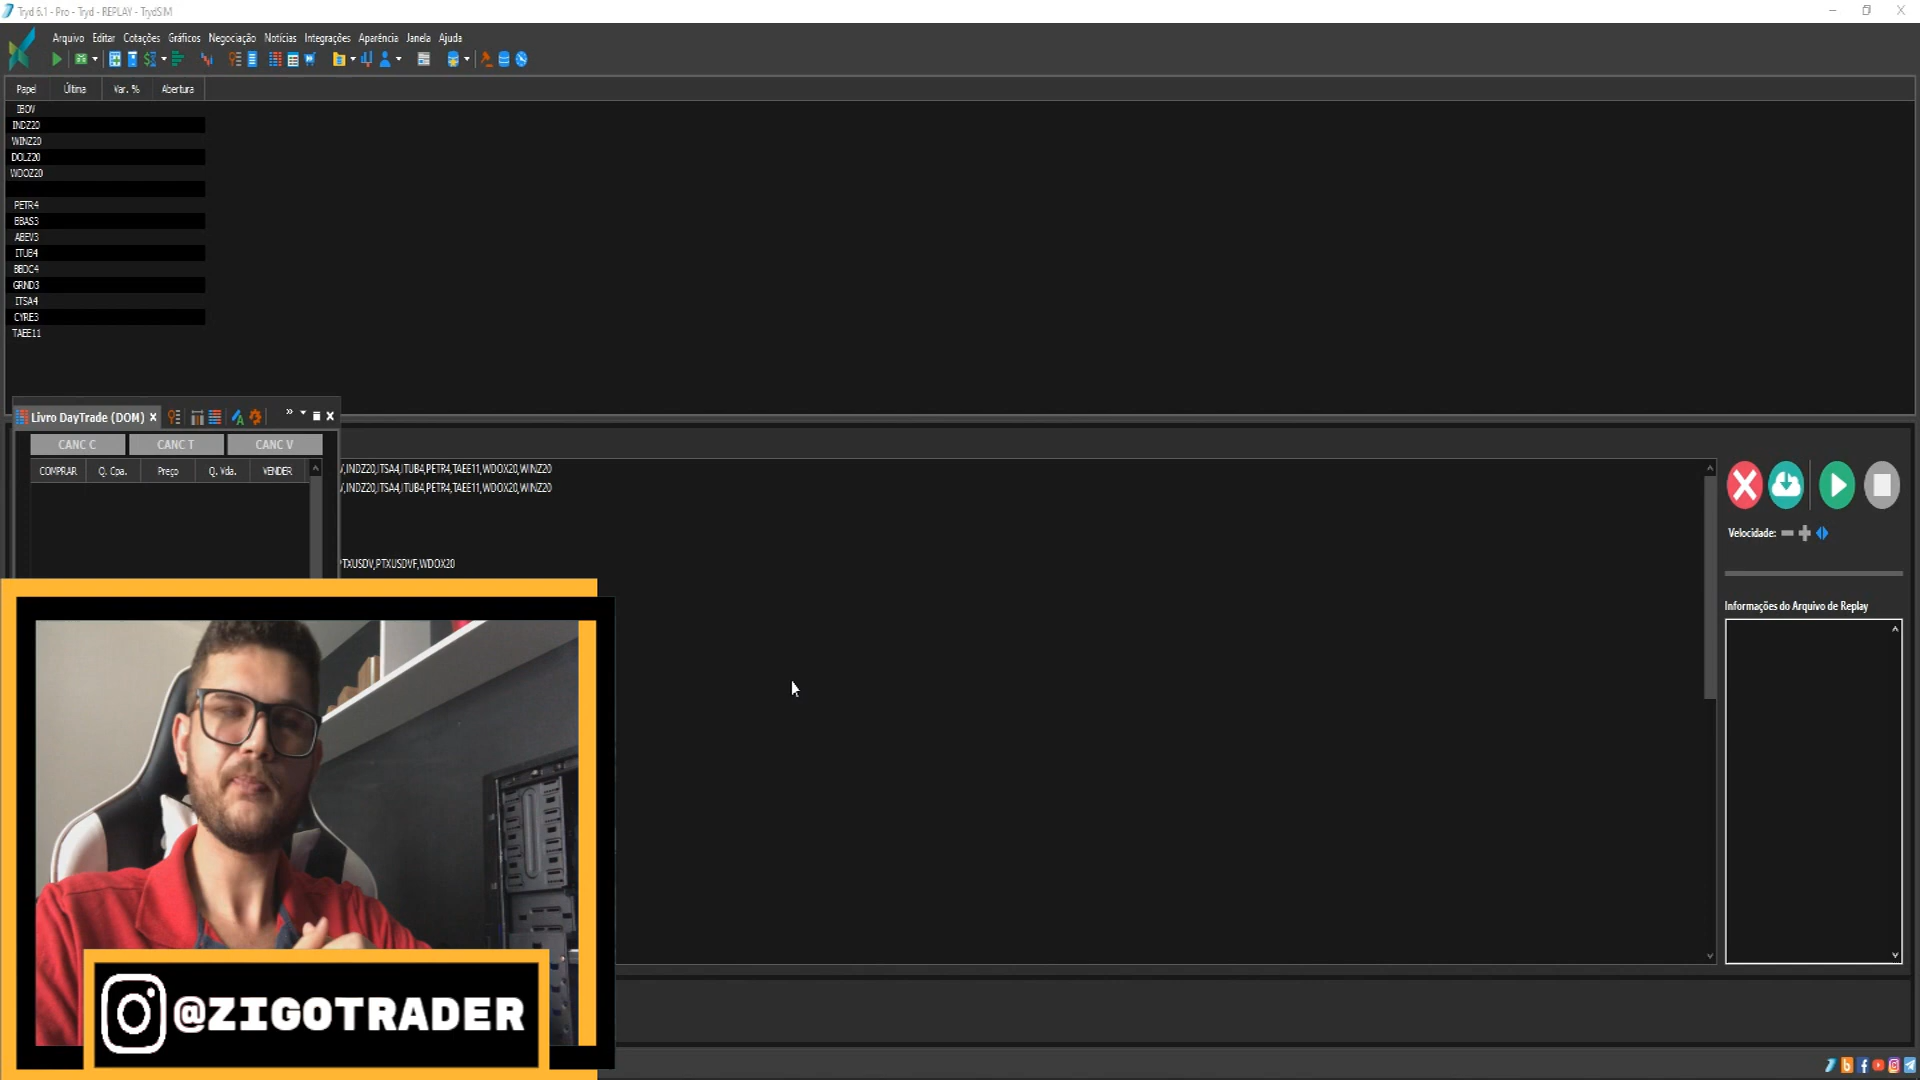 Tryd 6.1 - Pro - Tryd - REPLAY - TrydSIM
Arquivo Editar Cotações Gráficos Negociação Notícias Integrações Aparência Janela Ajuda
Papel Última Var. % Abertura
IBOV
INDZ20
WINZ20
DOLZ20
WDOZ20
PETR4
BBAS3
ABEV3
ITUB4
BBDC4
GRND3
ITSA4
CYRE3
TAEE11
Livro DayTrade (DOM)
CANC C CANC T CANC V
COMPRAR Q. Cpa. Preço Q. Vda. VENDER
,INDZ20,ITSA4,ITUB4,PETR4,TAEE11,WDOX20,WINZ20
,INDZ20,ITSA4,ITUB4,PETR4,TAEE11,WDOX20,WINZ20
PTXUSDV,PTXUSDVF,WDOX20
Velocidade:
Informações do Arquivo de Replay
@ZIGOTRADER